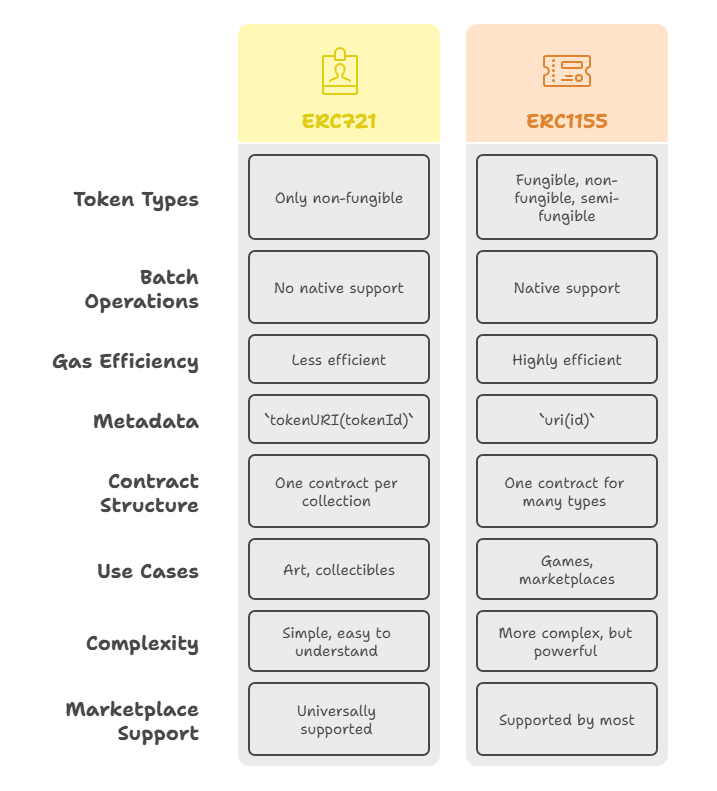 ERC721
ERC1155
Token Types
Only non-fungible
Fungible, non-
fungible, semi-
fungible
Batch
Operations
No native support
Native support
Gas Efficiency
Less efficient
Highly efficient
Metadata
`tokenURI(tokenId)`
`uri(id)`
Contract
Structure
One contract per
collection
One contract for
many types
Use Cases
Art, collectibles
Games,
marketplaces
Complexity
Simple, easy to
understand
More complex, but
powerful
Marketplace
Support
Universally
supported
Supported by most